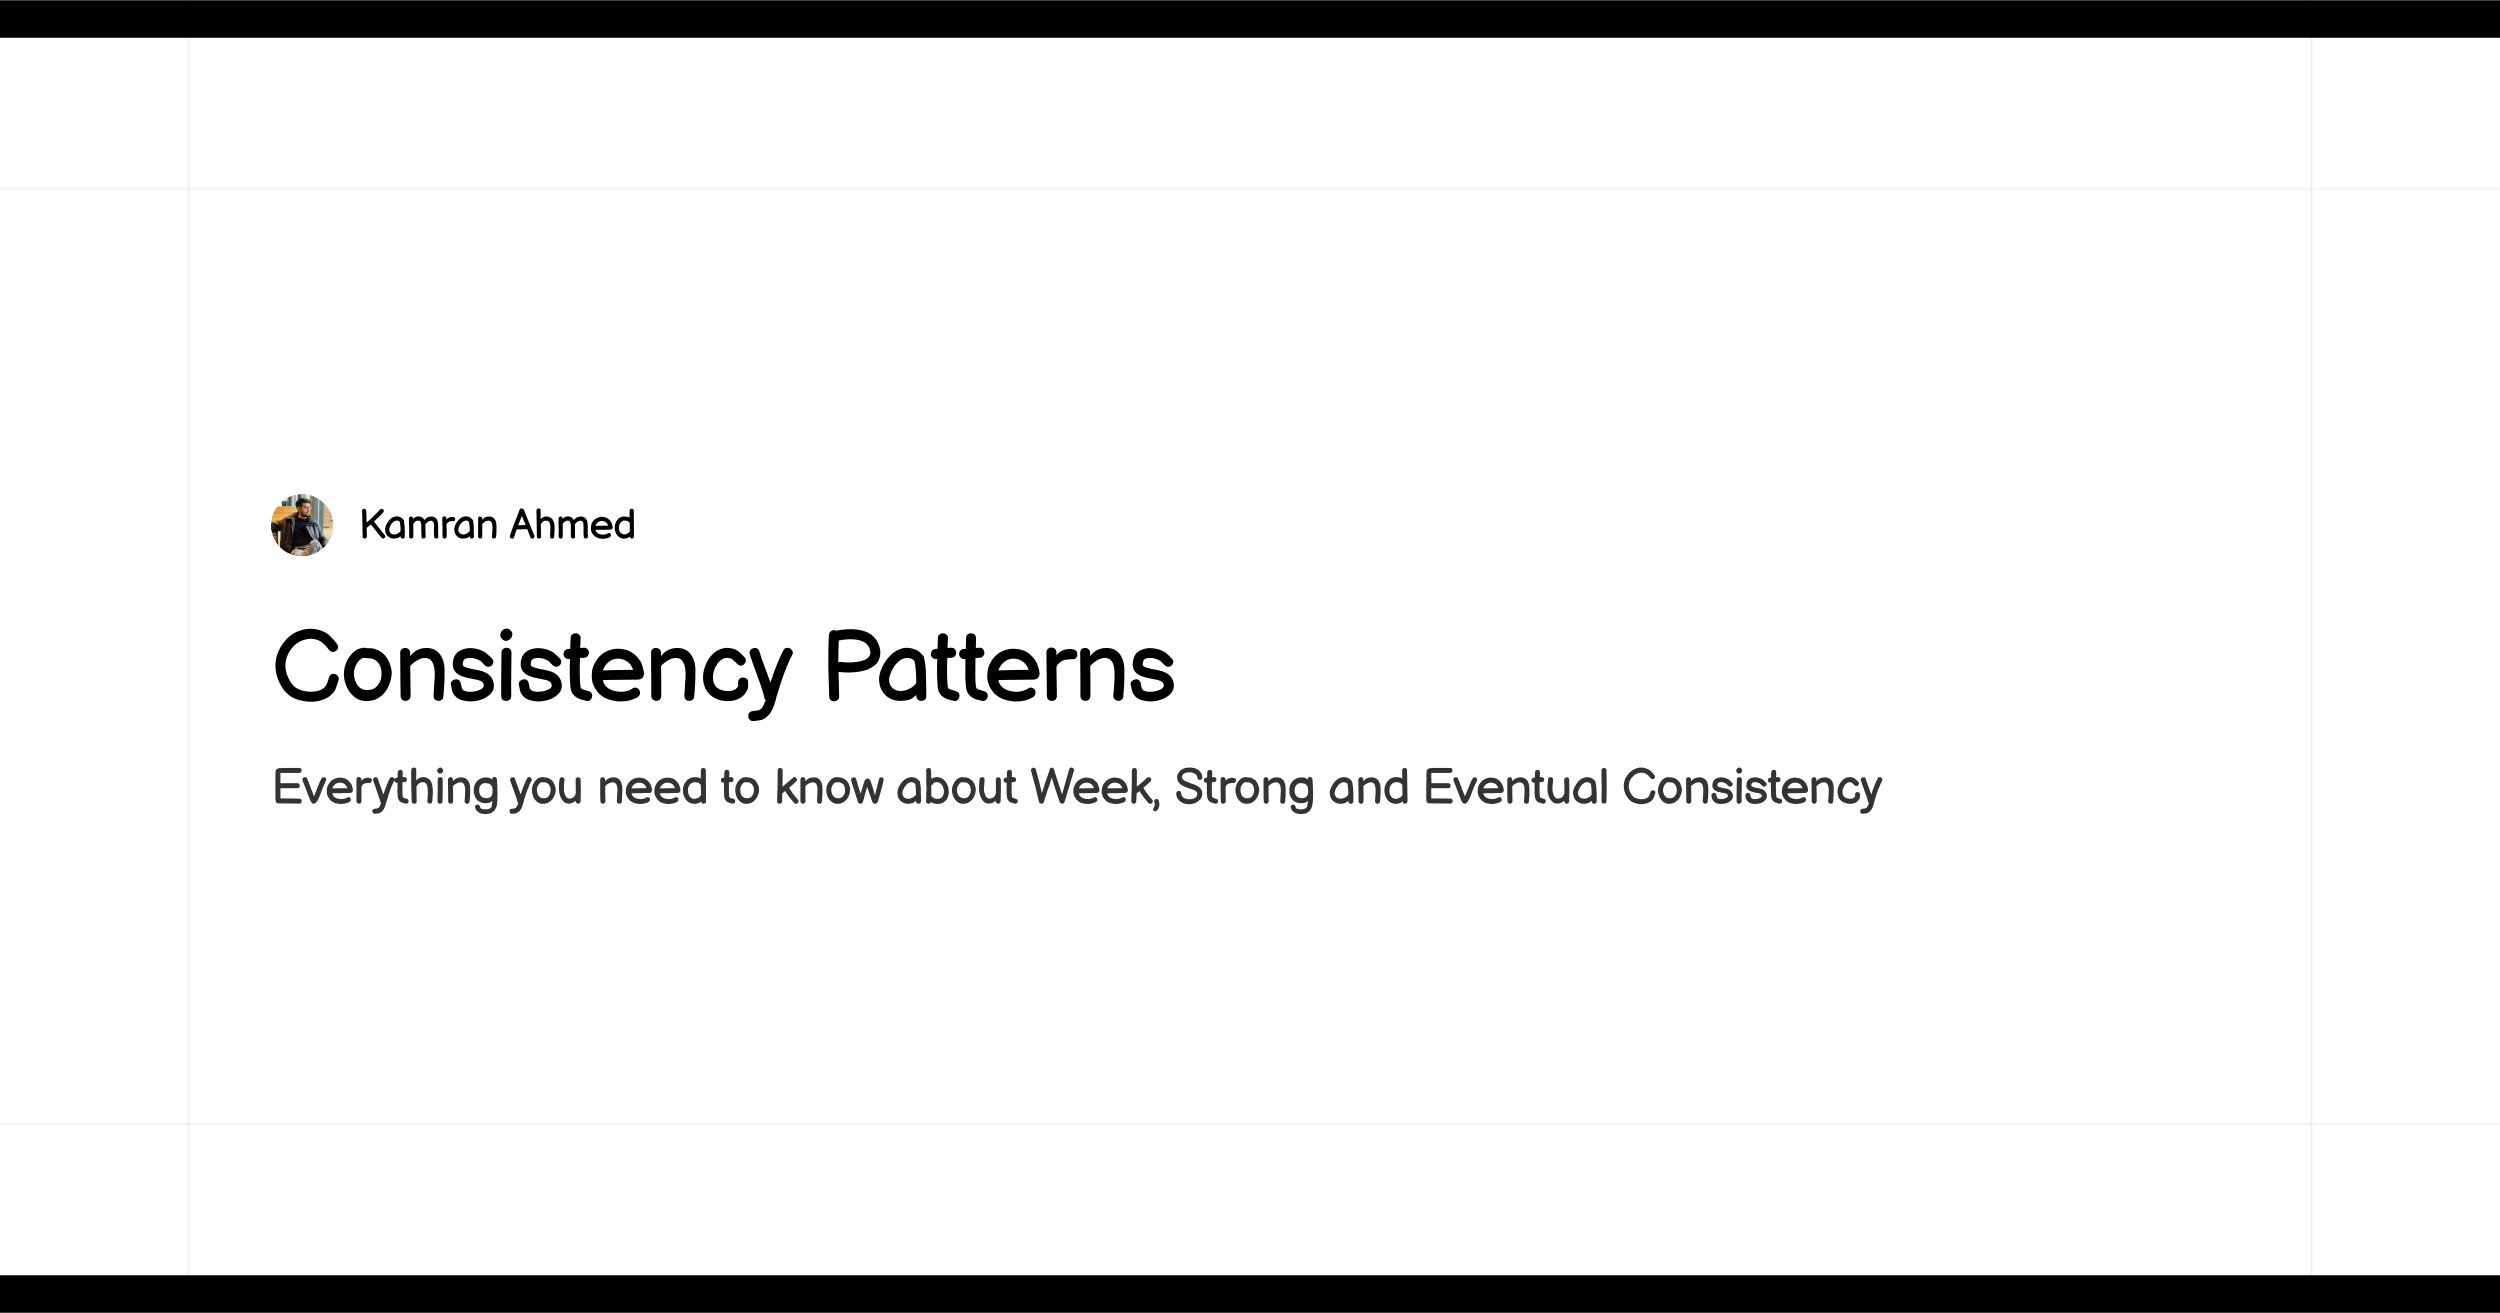 Kamran Ahmed
Consistency Patterns
Everything you need to know about Week, Strong and Eventual Consistency